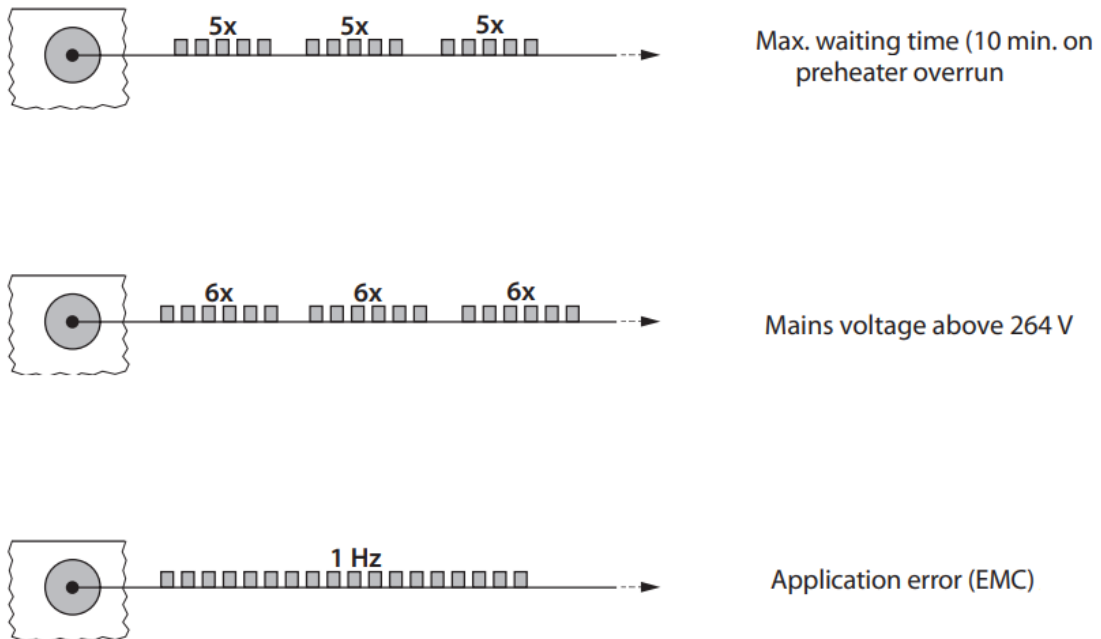 5x 5x 5x
Max. waiting time (10 min. on
preheater overrun
6x 6x 6x
Mains voltage above 264 V
1 Hz
Application error (EMC)